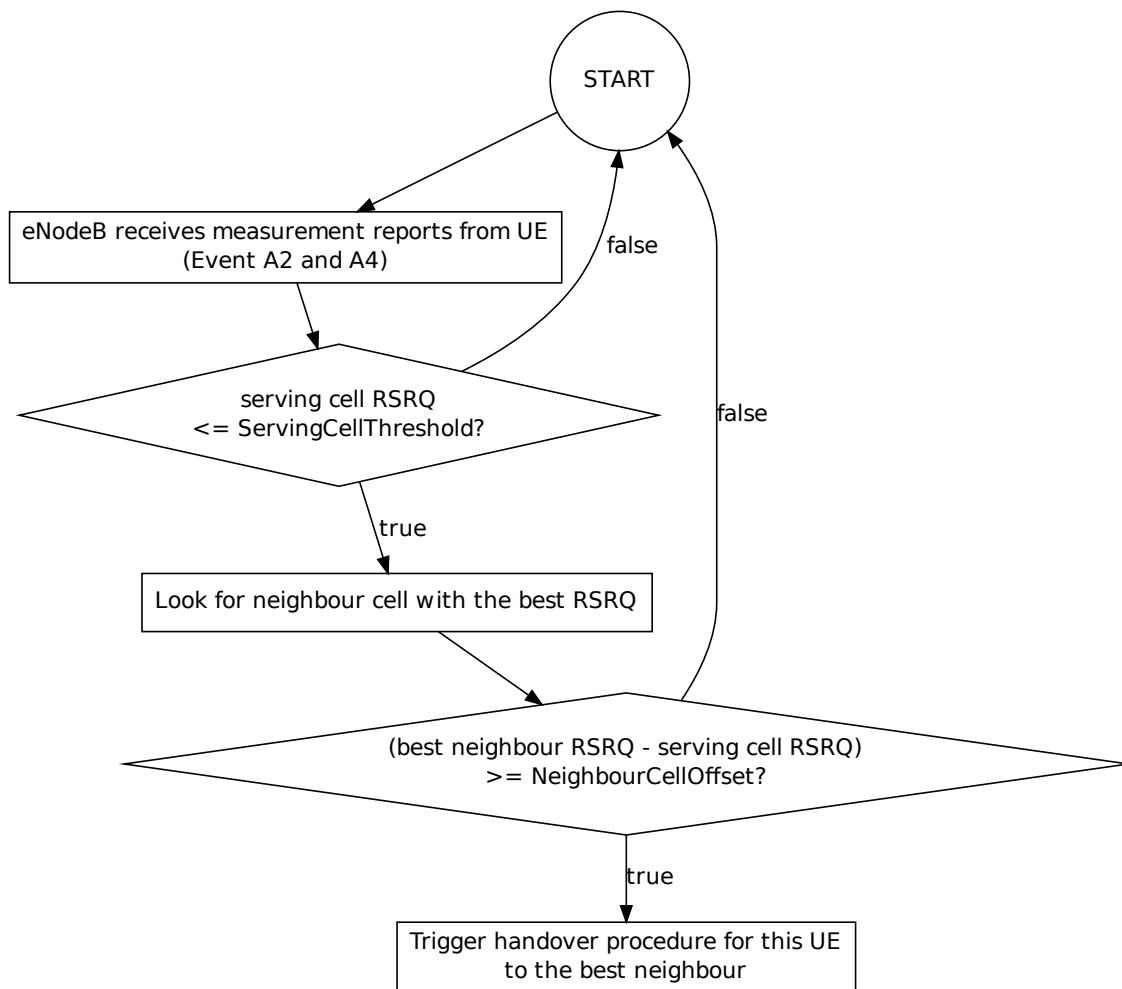 START
eNodeB receives measurement reports from UE
(Event A2 and A4)
false
serving cell RSRQ
<= ServingCellThreshold?
false
true
Look for neighbour cell with the best RSRQ
(best neighbour RSRQ - serving cell RSRQ)
>= NeighbourCellOffset?
true
Trigger handover procedure for this UE
to the best neighbour